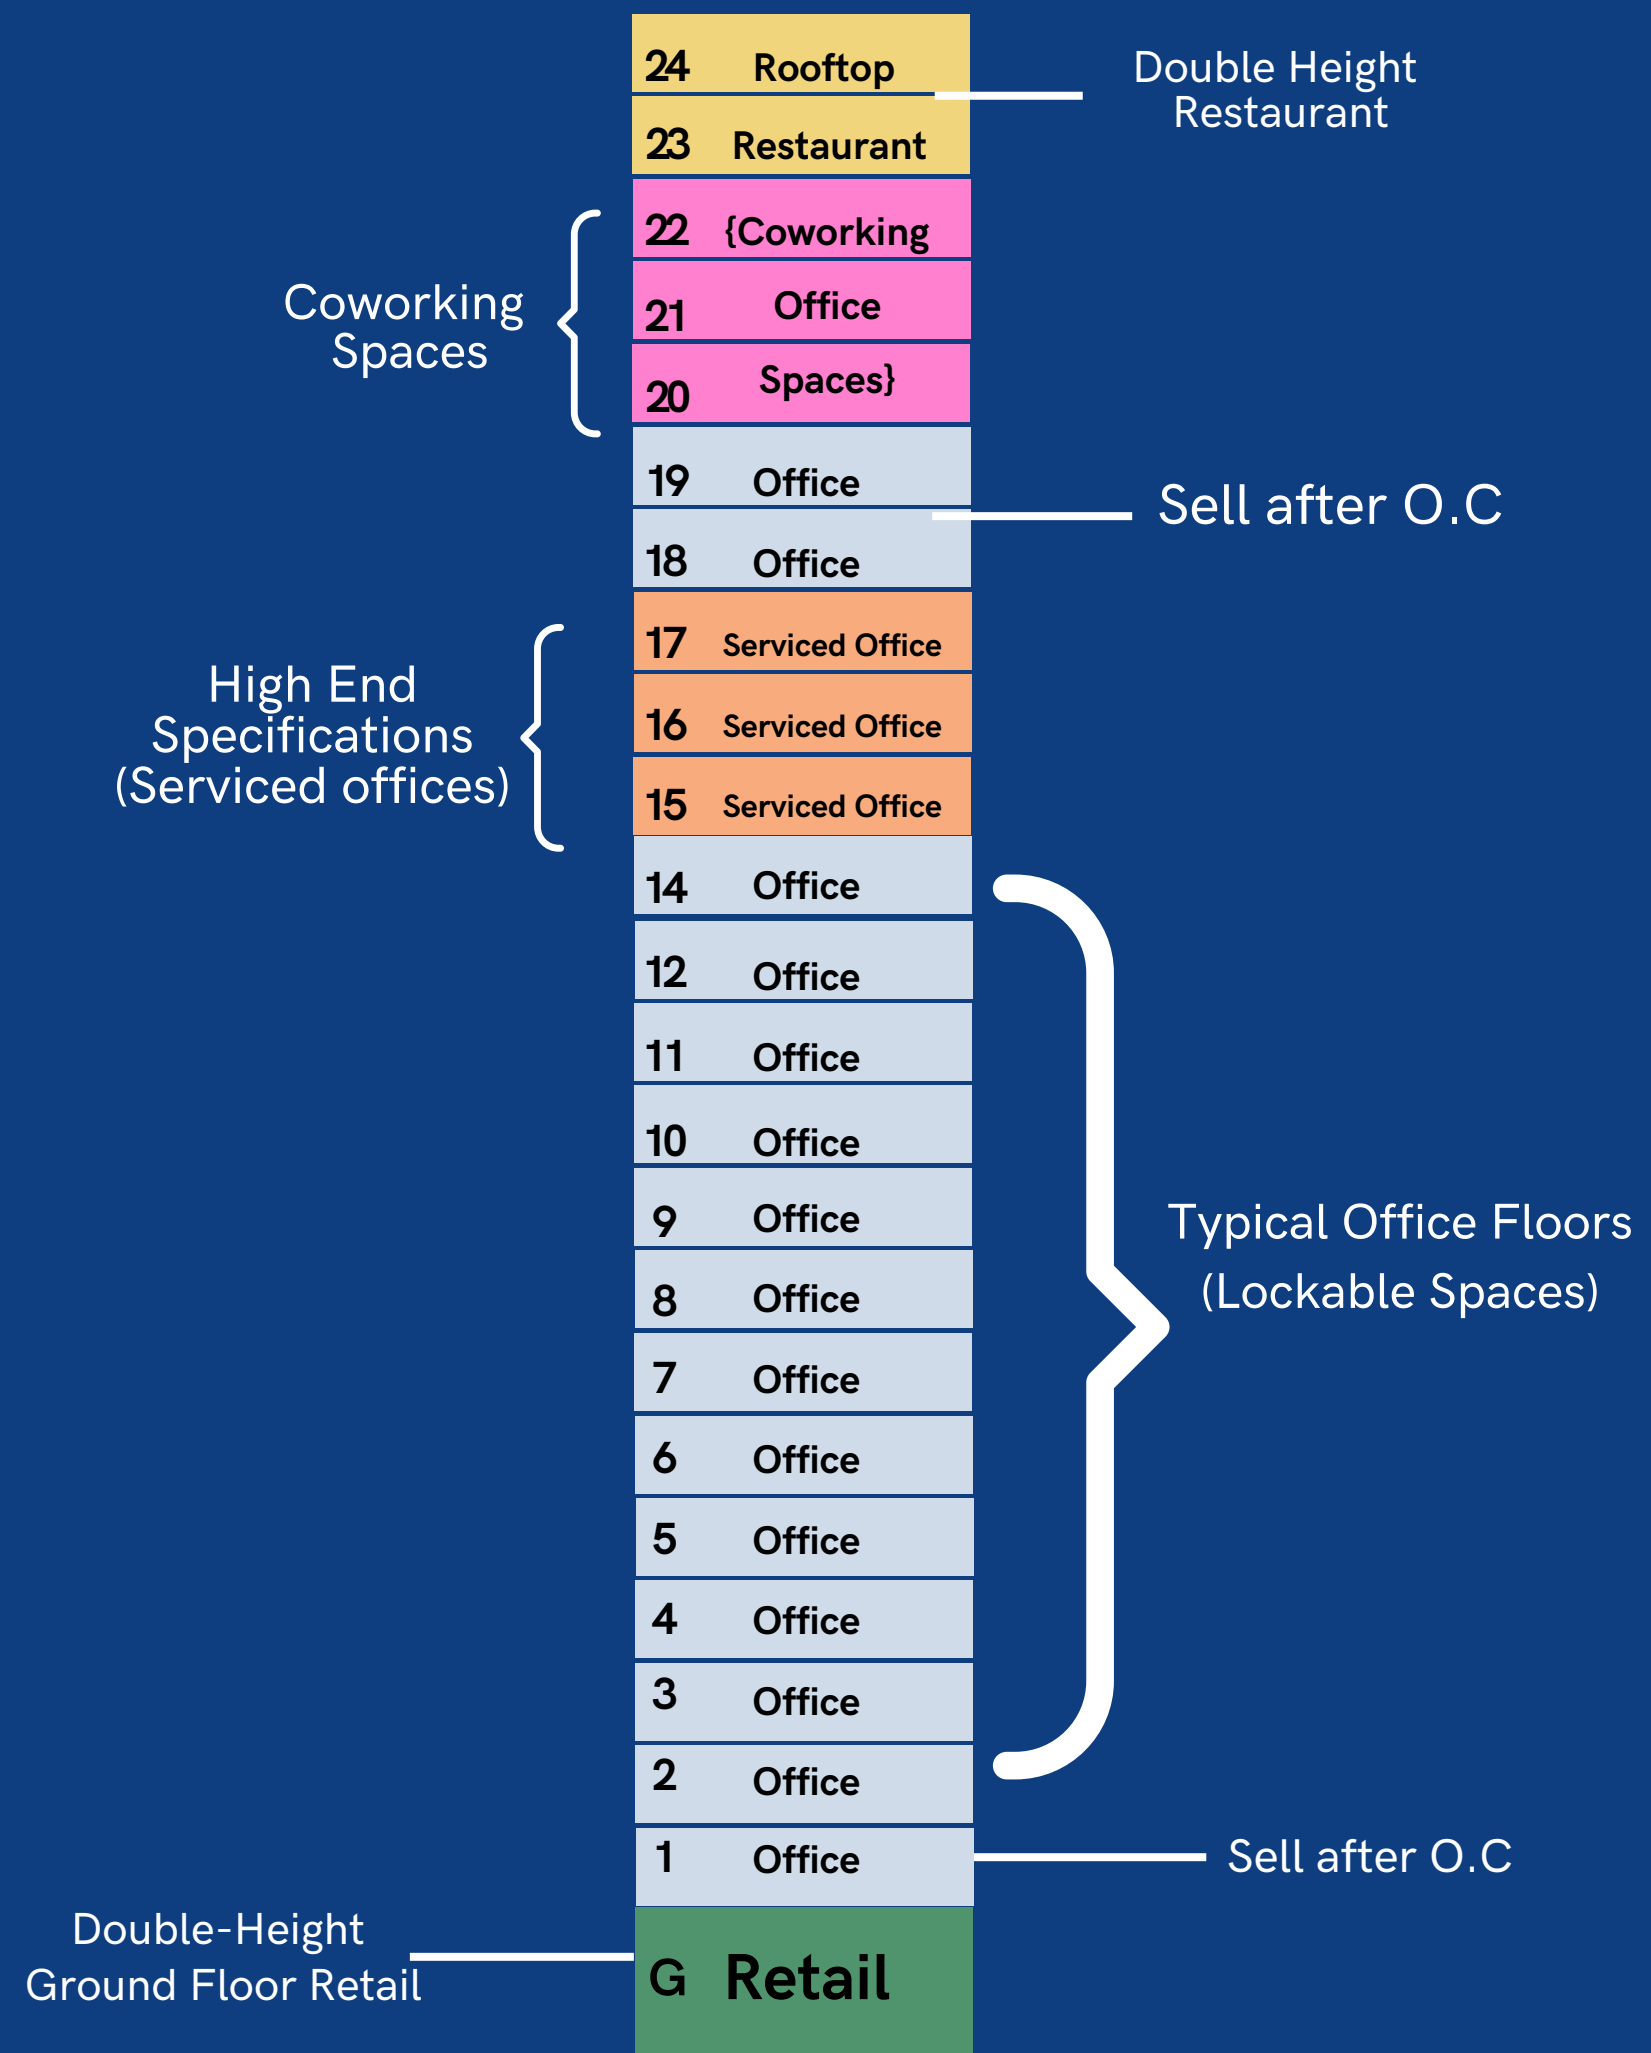 24 Rooftop
Double Height
Restaurant
23 Restaurant
22 {Coworking
21 Office
20 Spaces}
Coworking
Spaces
19 Office
Sell after O.C
18 Office
17 Serviced Office
16 Serviced Office
15 Serviced Office
High End
Specifications
(Serviced offices)
14 Office
12 Office
11 Office
10 Office
9 Office
8 Office
7 Office
6 Office
5 Office
4 Office
3 Office
2 Office
Typical Office Floors
(Lockable Spaces)
1 Office
Sell after O.C
Double-Height
Ground Floor Retail
G Retail